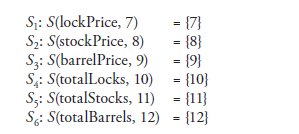 S₁: S(lockPrice, 7) = {7}
S₂: S(stockPrice, 8) = {8}
S₃: S(barrelPrice, 9) = {9}
S₄: S(totalLocks, 10) = {10}
S₅: S(totalStocks, 11) = {11}
S₆: S(totalBarrels, 12) = {12}